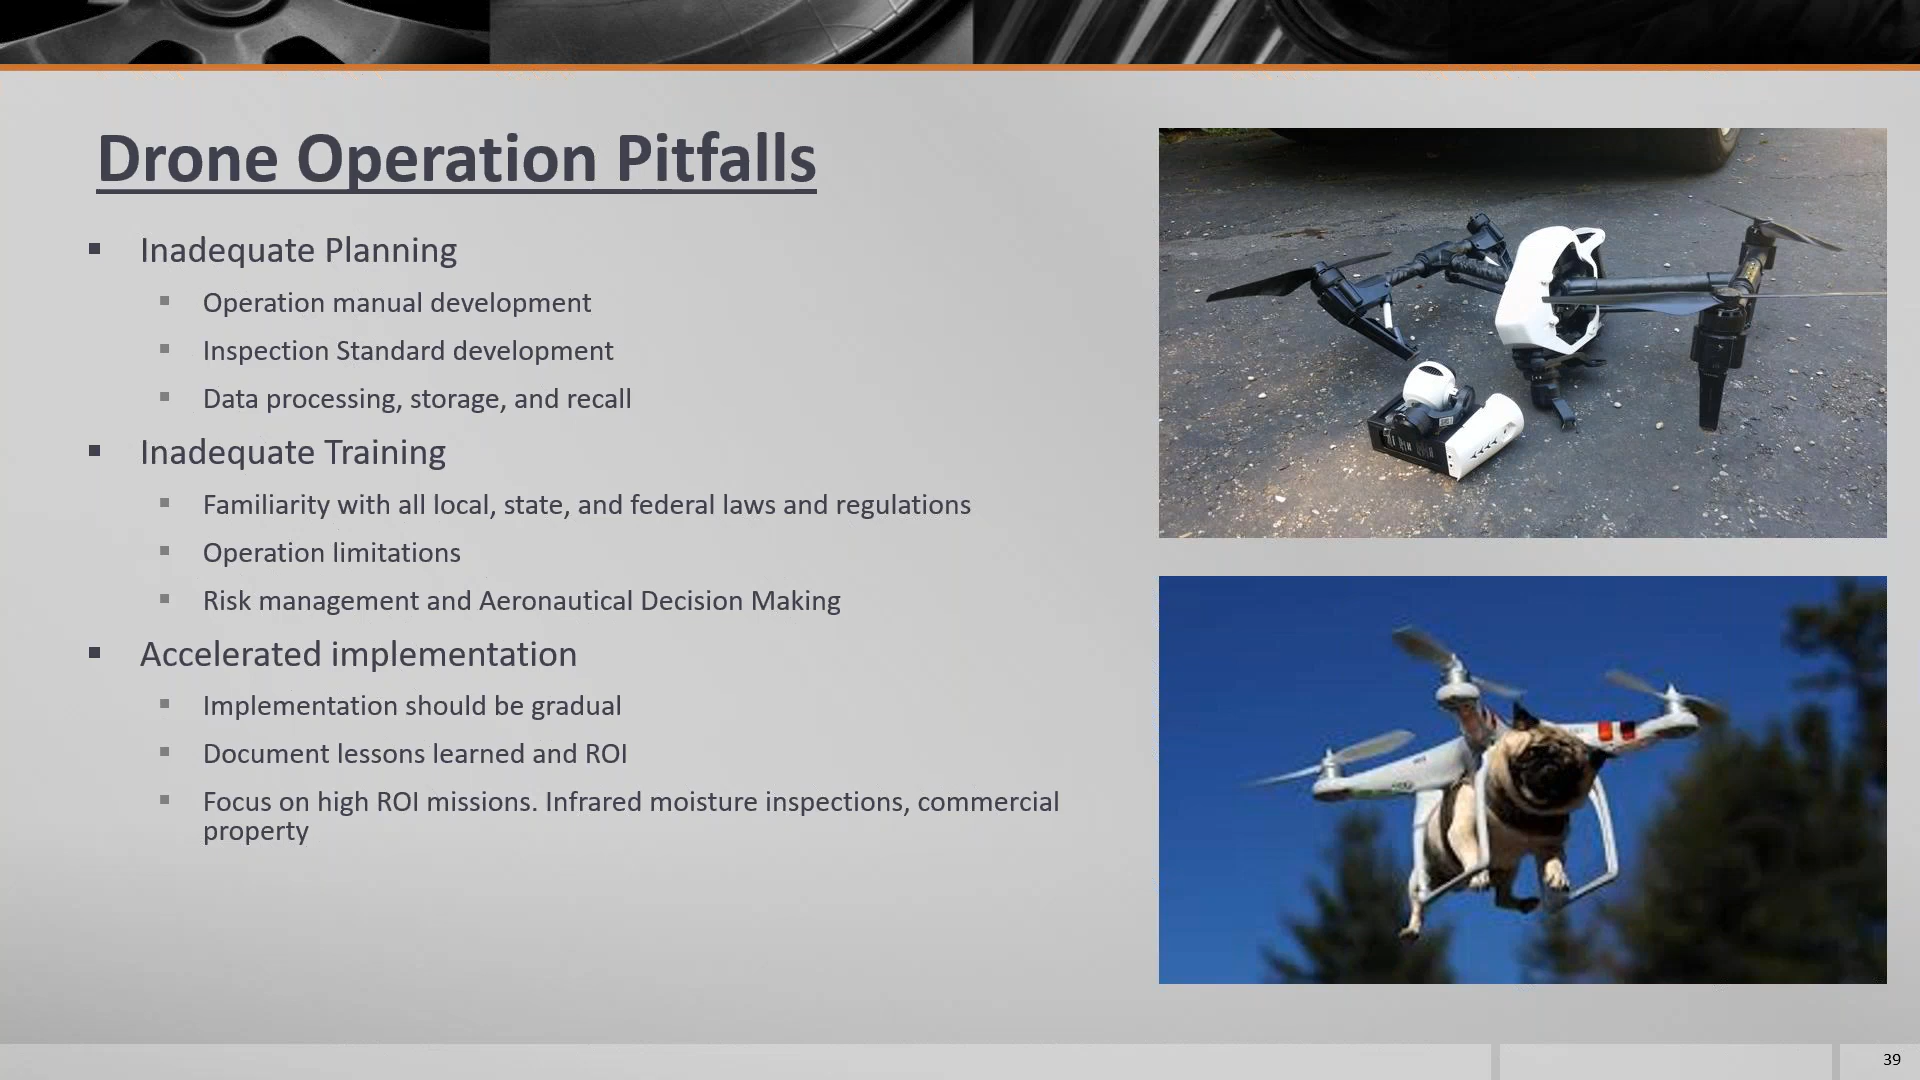 Drone Operation Pitfalls
Inadequate Planning
Operation manual development
Inspection Standard development
Data processing, storage, and recall
Inadequate Training
Familiarity with all local, state, and federal laws and regulations
Operation limitations
Risk management and Aeronautical Decision Making
Accelerated implementation
Implementation should be gradual
Document lessons learned and ROI
Focus on high ROI missions. Infrared moisture inspections, commercial
property
39